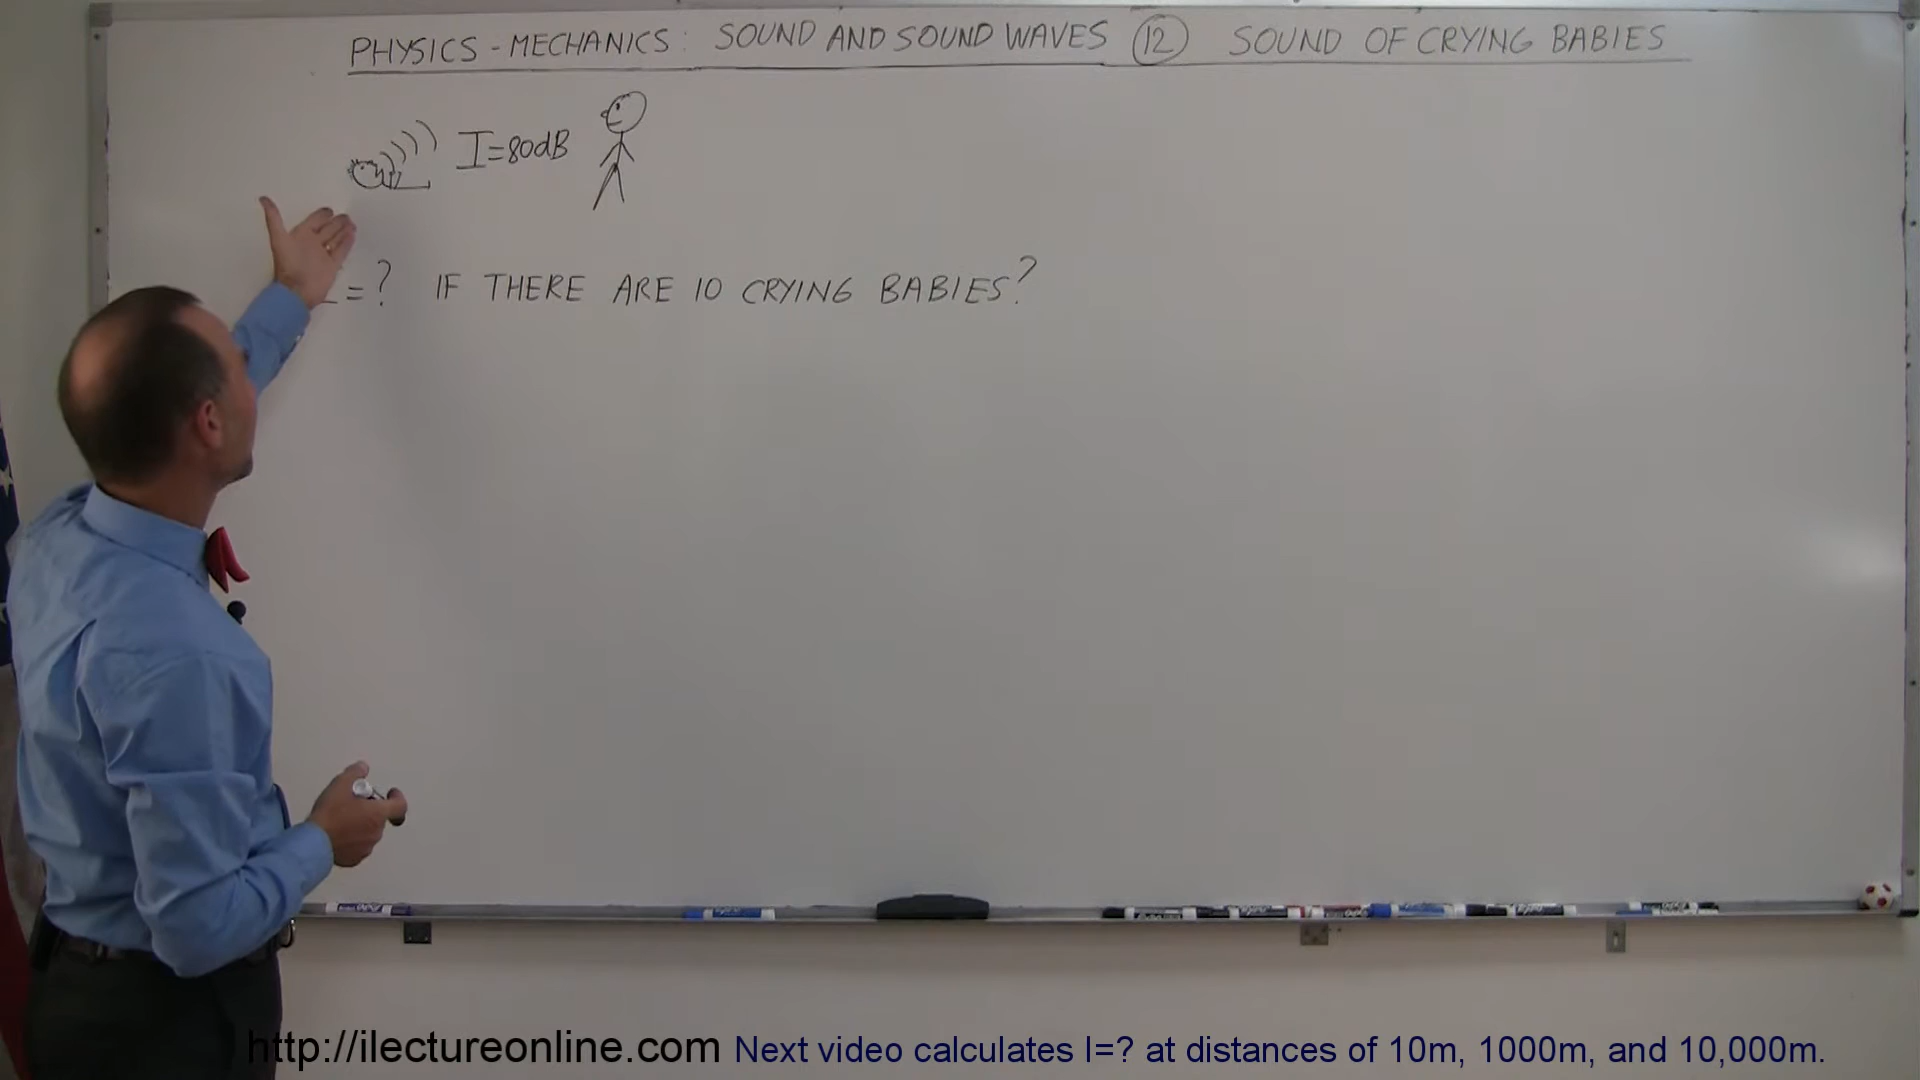 PHYSICS - MECHANICS: SOUND AND SOUND WAVES 12 SOUND OF CRYING BABIES
I=80dB
=? IF THERE ARE 10 CRYING BABIES?
http://ilectureonline.com Next video calculates I=? at distances of 10m, 1000m, and 10,000m.